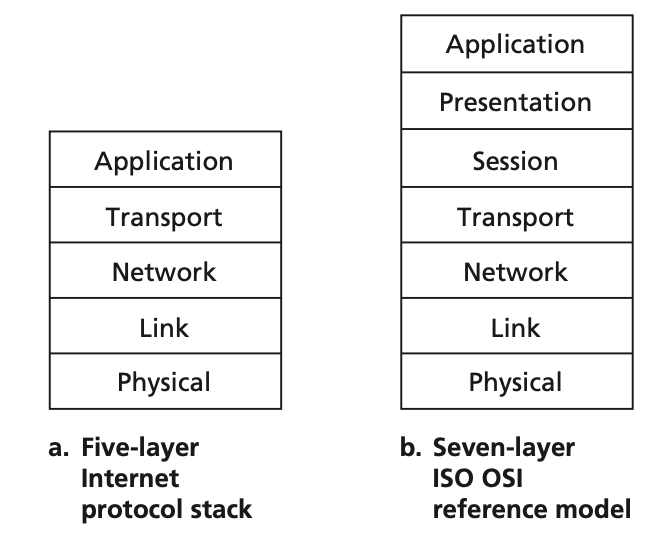 Application
Transport
Network
Link
Physical
a. Five-layer
Internet
protocol stack
Application
Presentation
Session
Transport
Network
Link
Physical
b. Seven-layer
ISO OSI
reference model